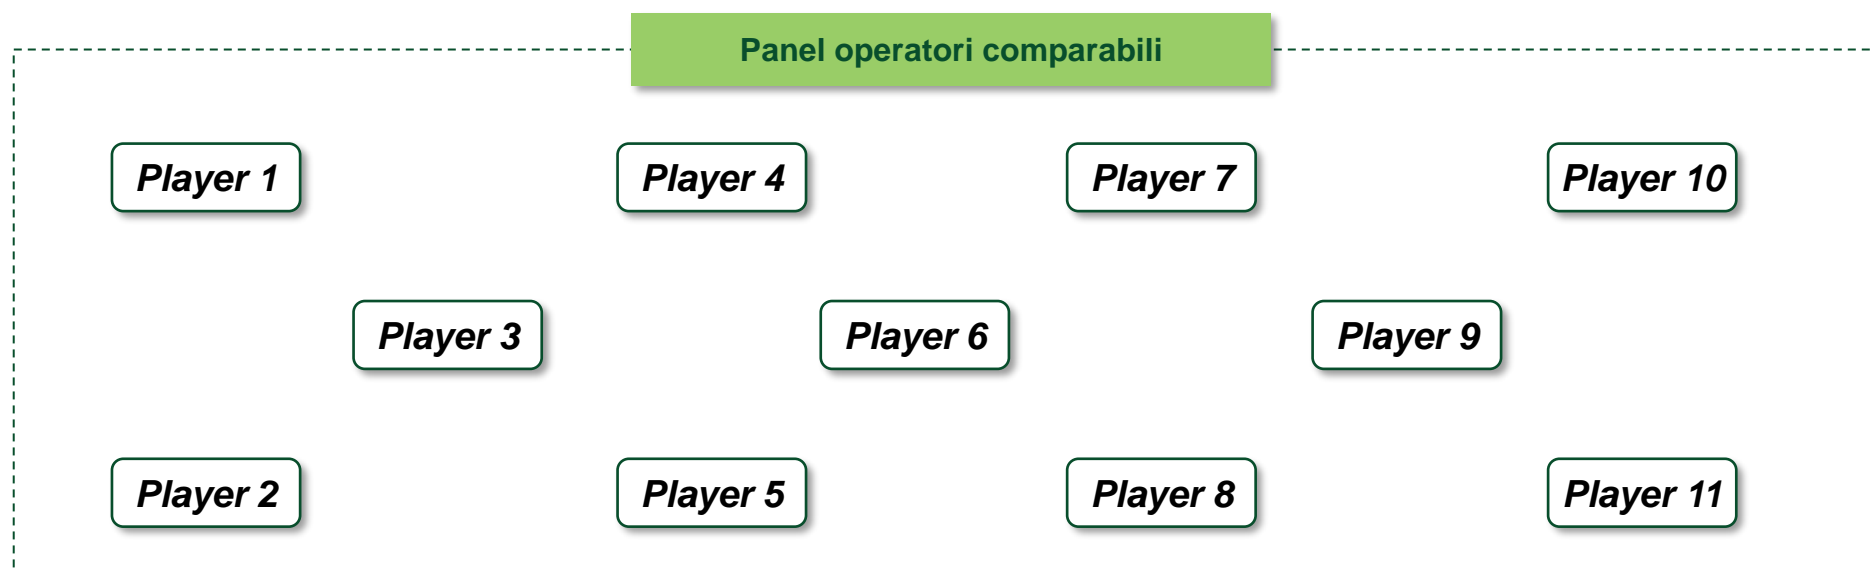 Panel operatori comparabili
Player 1
Player 4
Player 7
Player 10
Player 3
Player 6
Player 9
Player 2
Player 5
Player 8
Player 11